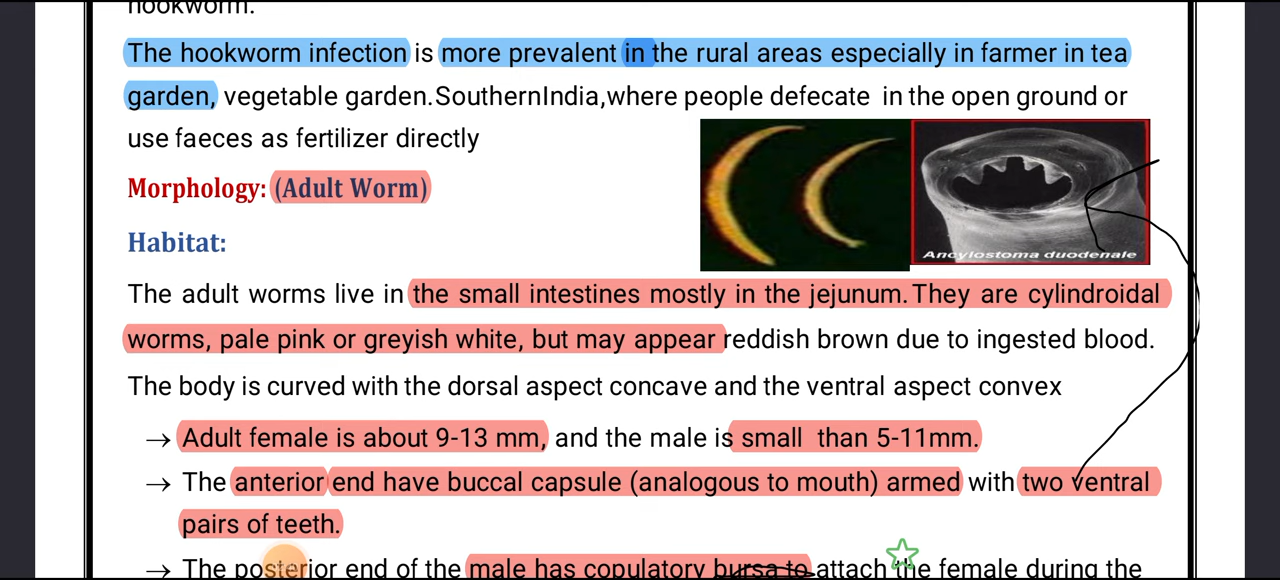 hookworm.
The hookworm infection is more prevalent in the rural areas especially in farmer in tea
garden, vegetable garden.SouthernIndia,where people defecate in the open ground or
use faeces as fertilizer directly
Morphology: (Adult Worm)
Ancylostoma duodenale
Habitat:
The adult worms live in the small intestines mostly in the jejunum. They are cylindroidal
worms, pale pink or greyish white, but may appear reddish brown due to ingested blood.
The body is curved with the dorsal aspect concave and the ventral aspect convex
→ Adult female is about 9-13 mm, and the male is small than 5-11mm.
→ The anterior end have buccal capsule (analogous to mouth) armed with two ventral
pairs of teeth.
→ The posterior end of the male has copulatory bursa to attach the female during the